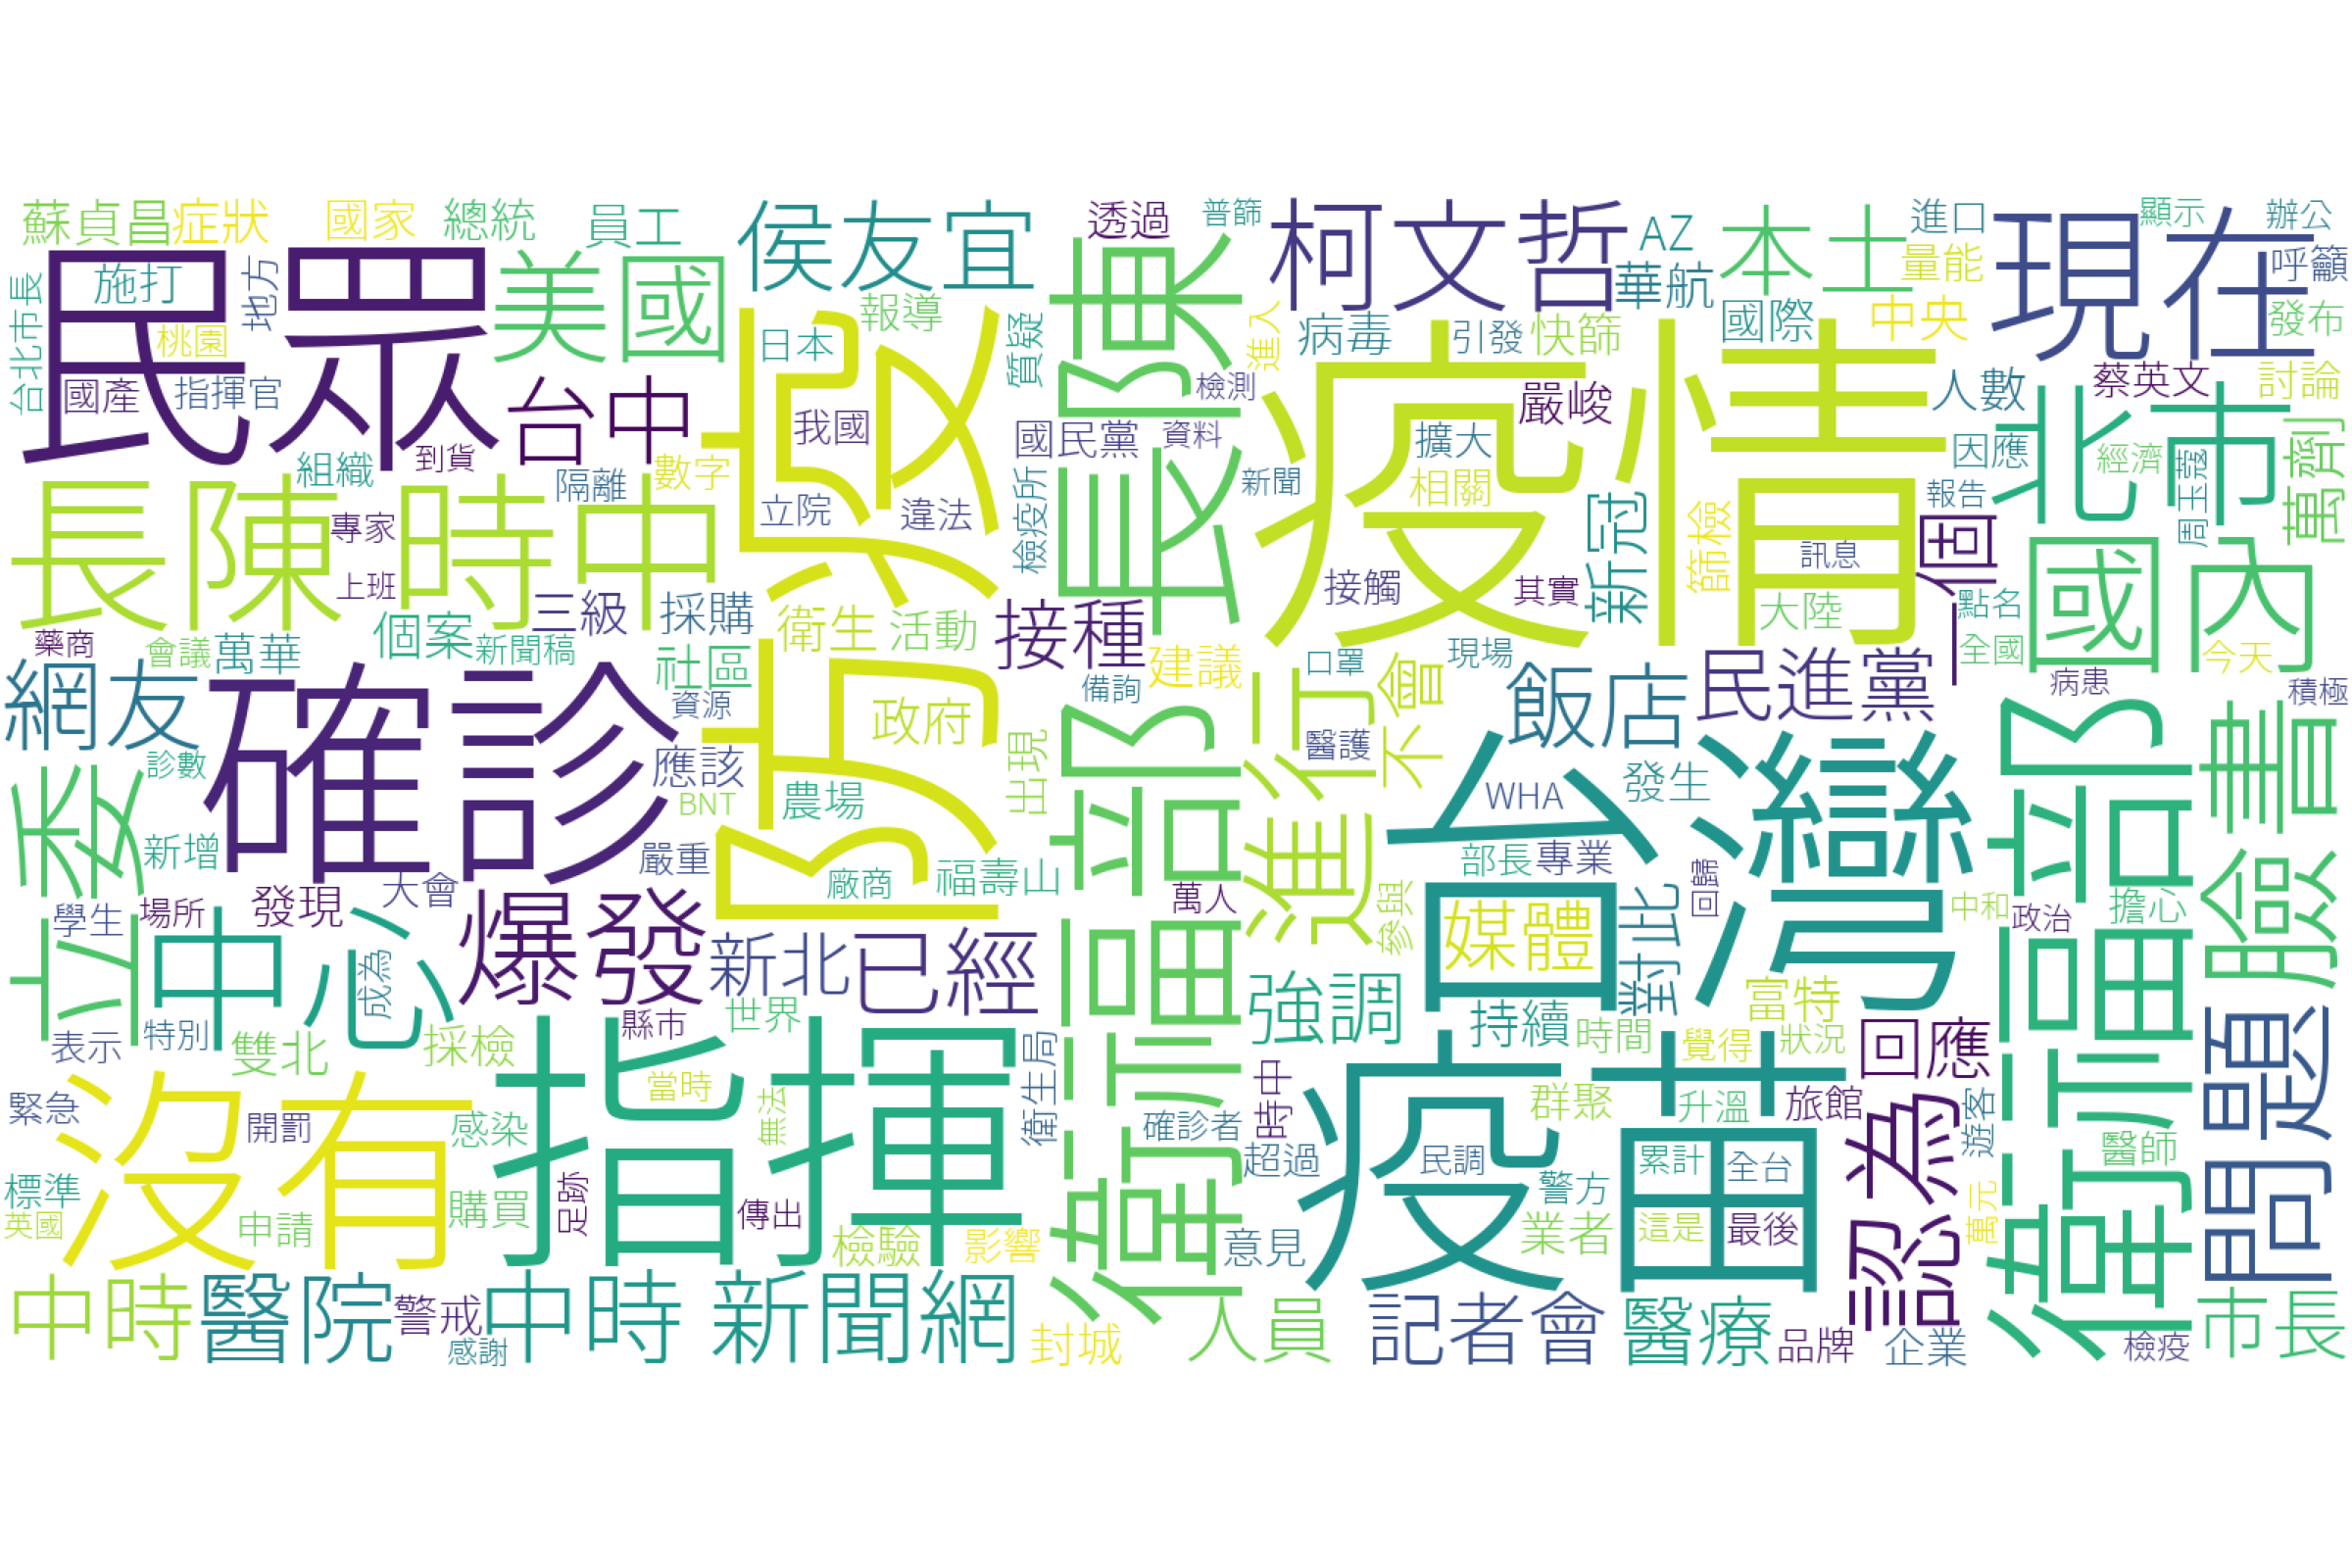 蘇貞昌
症狀
國家
總統
員工
侯友宜
透過
普篩
柯文哲
AZ
本土
進口
顯示
辦公
現在
民眾
施打
地方
美國
報導
日本
質疑
進入
病毒
引發
快篩
華航
國際
量能
中央
呼籲
發布
台北市長
桃園
國產
指揮官
台中
防疫
我國
衛福部長陳
檢測
疫情
嚴峻
人數
蔡英文
討論
北市
組織
到貨
隔離
數字
立院
違法
國民黨
資料
擴大
相關
新聞
檢疫所
新冠
篩檢
一個
因應
報告
經濟
周玉蔻
萬劑
長陳時中
專家
上班
三級
採購
衛生
活動
接種
接觸
其實
訊息
大陸
點名
國內
藥商
會議
萬華
個案
新聞稿
社區
資源
政府
建議
備詢
口罩
現場
不會
飯店
民進黨
全國
今天
病患
積極
網友
確診
診數
應該
BNT
農場
出現
醫護
進行
台灣
WHA
發生
衛福部
臉書
立委
新增
嚴重
大會
廠商
福壽山
萬人
部長
專業
回歸
中和
政治
擔心
學生
場所
發現
中心
成為
爆發
新北
已經
參與
媒體
對此
富特
表示
特別
雙北
採檢
縣市
世界
強調
持續
時間
覺得
狀況
回應
問題
緊急
沒有
開罰
感染
指揮
當時
無法
衛生局
確診者
時中
疫苗
群聚
升溫
旅館
遊客
認為
醫師
標準
英國
申請
購買
足跡
傳出
檢驗
影響
超過
意見
民調
警方
業者
累計
全台
這是
最後
萬元
中時
醫院
警戒
感謝
中時 新聞網
封城
人員
記者會
醫療
品牌
企業
檢疫
市長